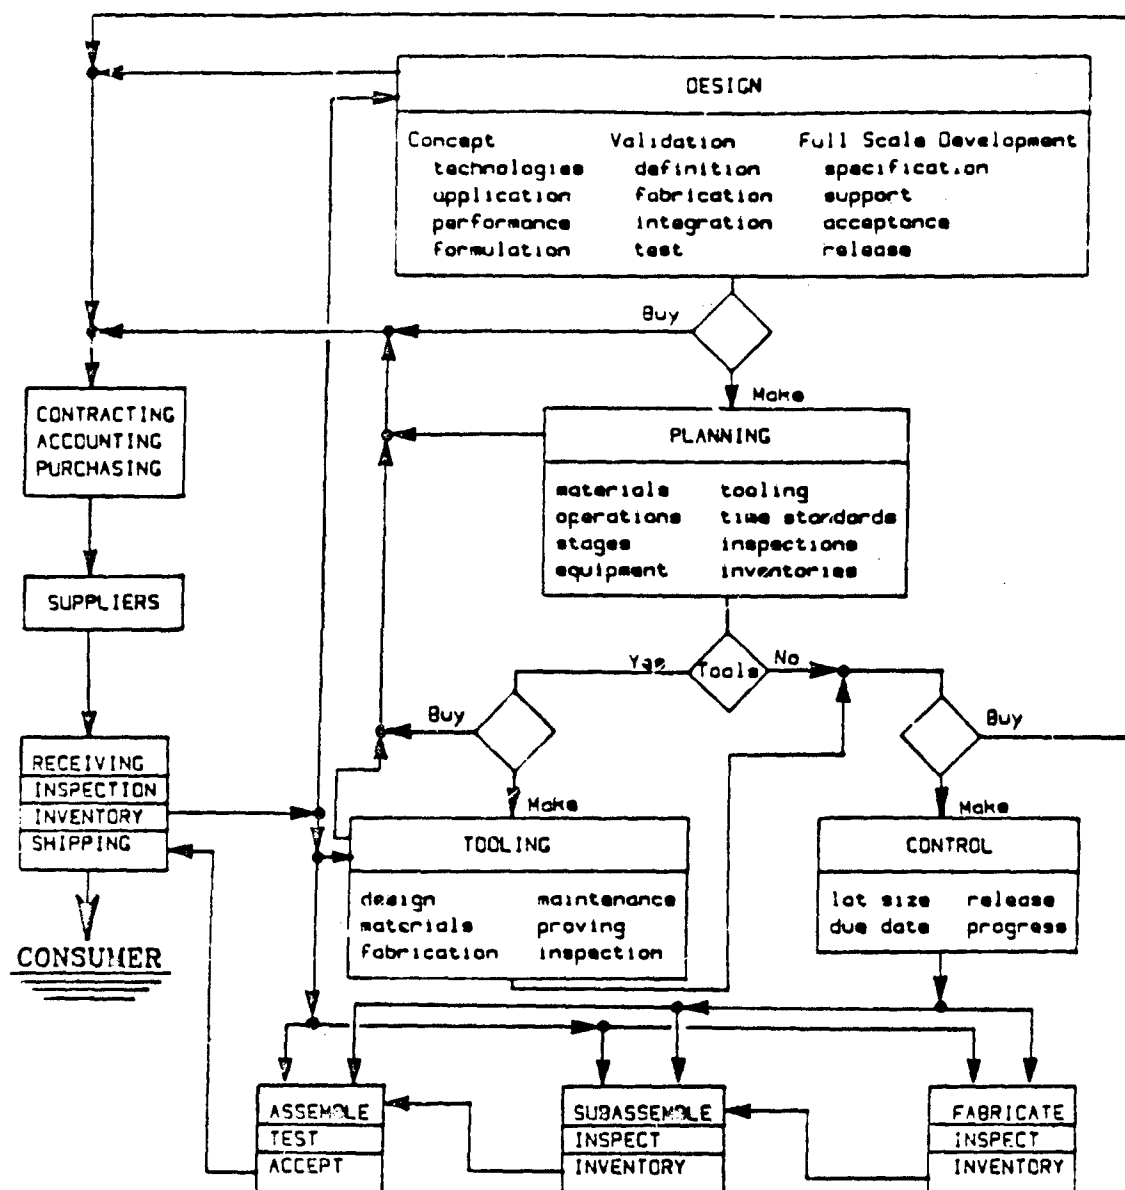 DESIGN
Concept Validation Full Scale Development
technologies definition specification
application fabrication support
performance integration acceptance
formulation test release
Buy
Make
CONTRACTING
ACCOUNTING
PURCHASING
PLANNING
materials tooling
operations time standards
stages inspections
equipment inventories
SUPPLIERS
Yes Tools No
Buy
Buy
RECEIVING
INSPECTION
INVENTORY
SHIPPING
Make
Make
TOOLING
design maintenance
materials proving
fabrication inspection
CONTROL
lot size release
due date progress
CONSUMER
ASSEMBLE
TEST
ACCEPT
SUBASSEMBLE
INSPECT
INVENTORY
FABRICATE
INSPECT
INVENTORY